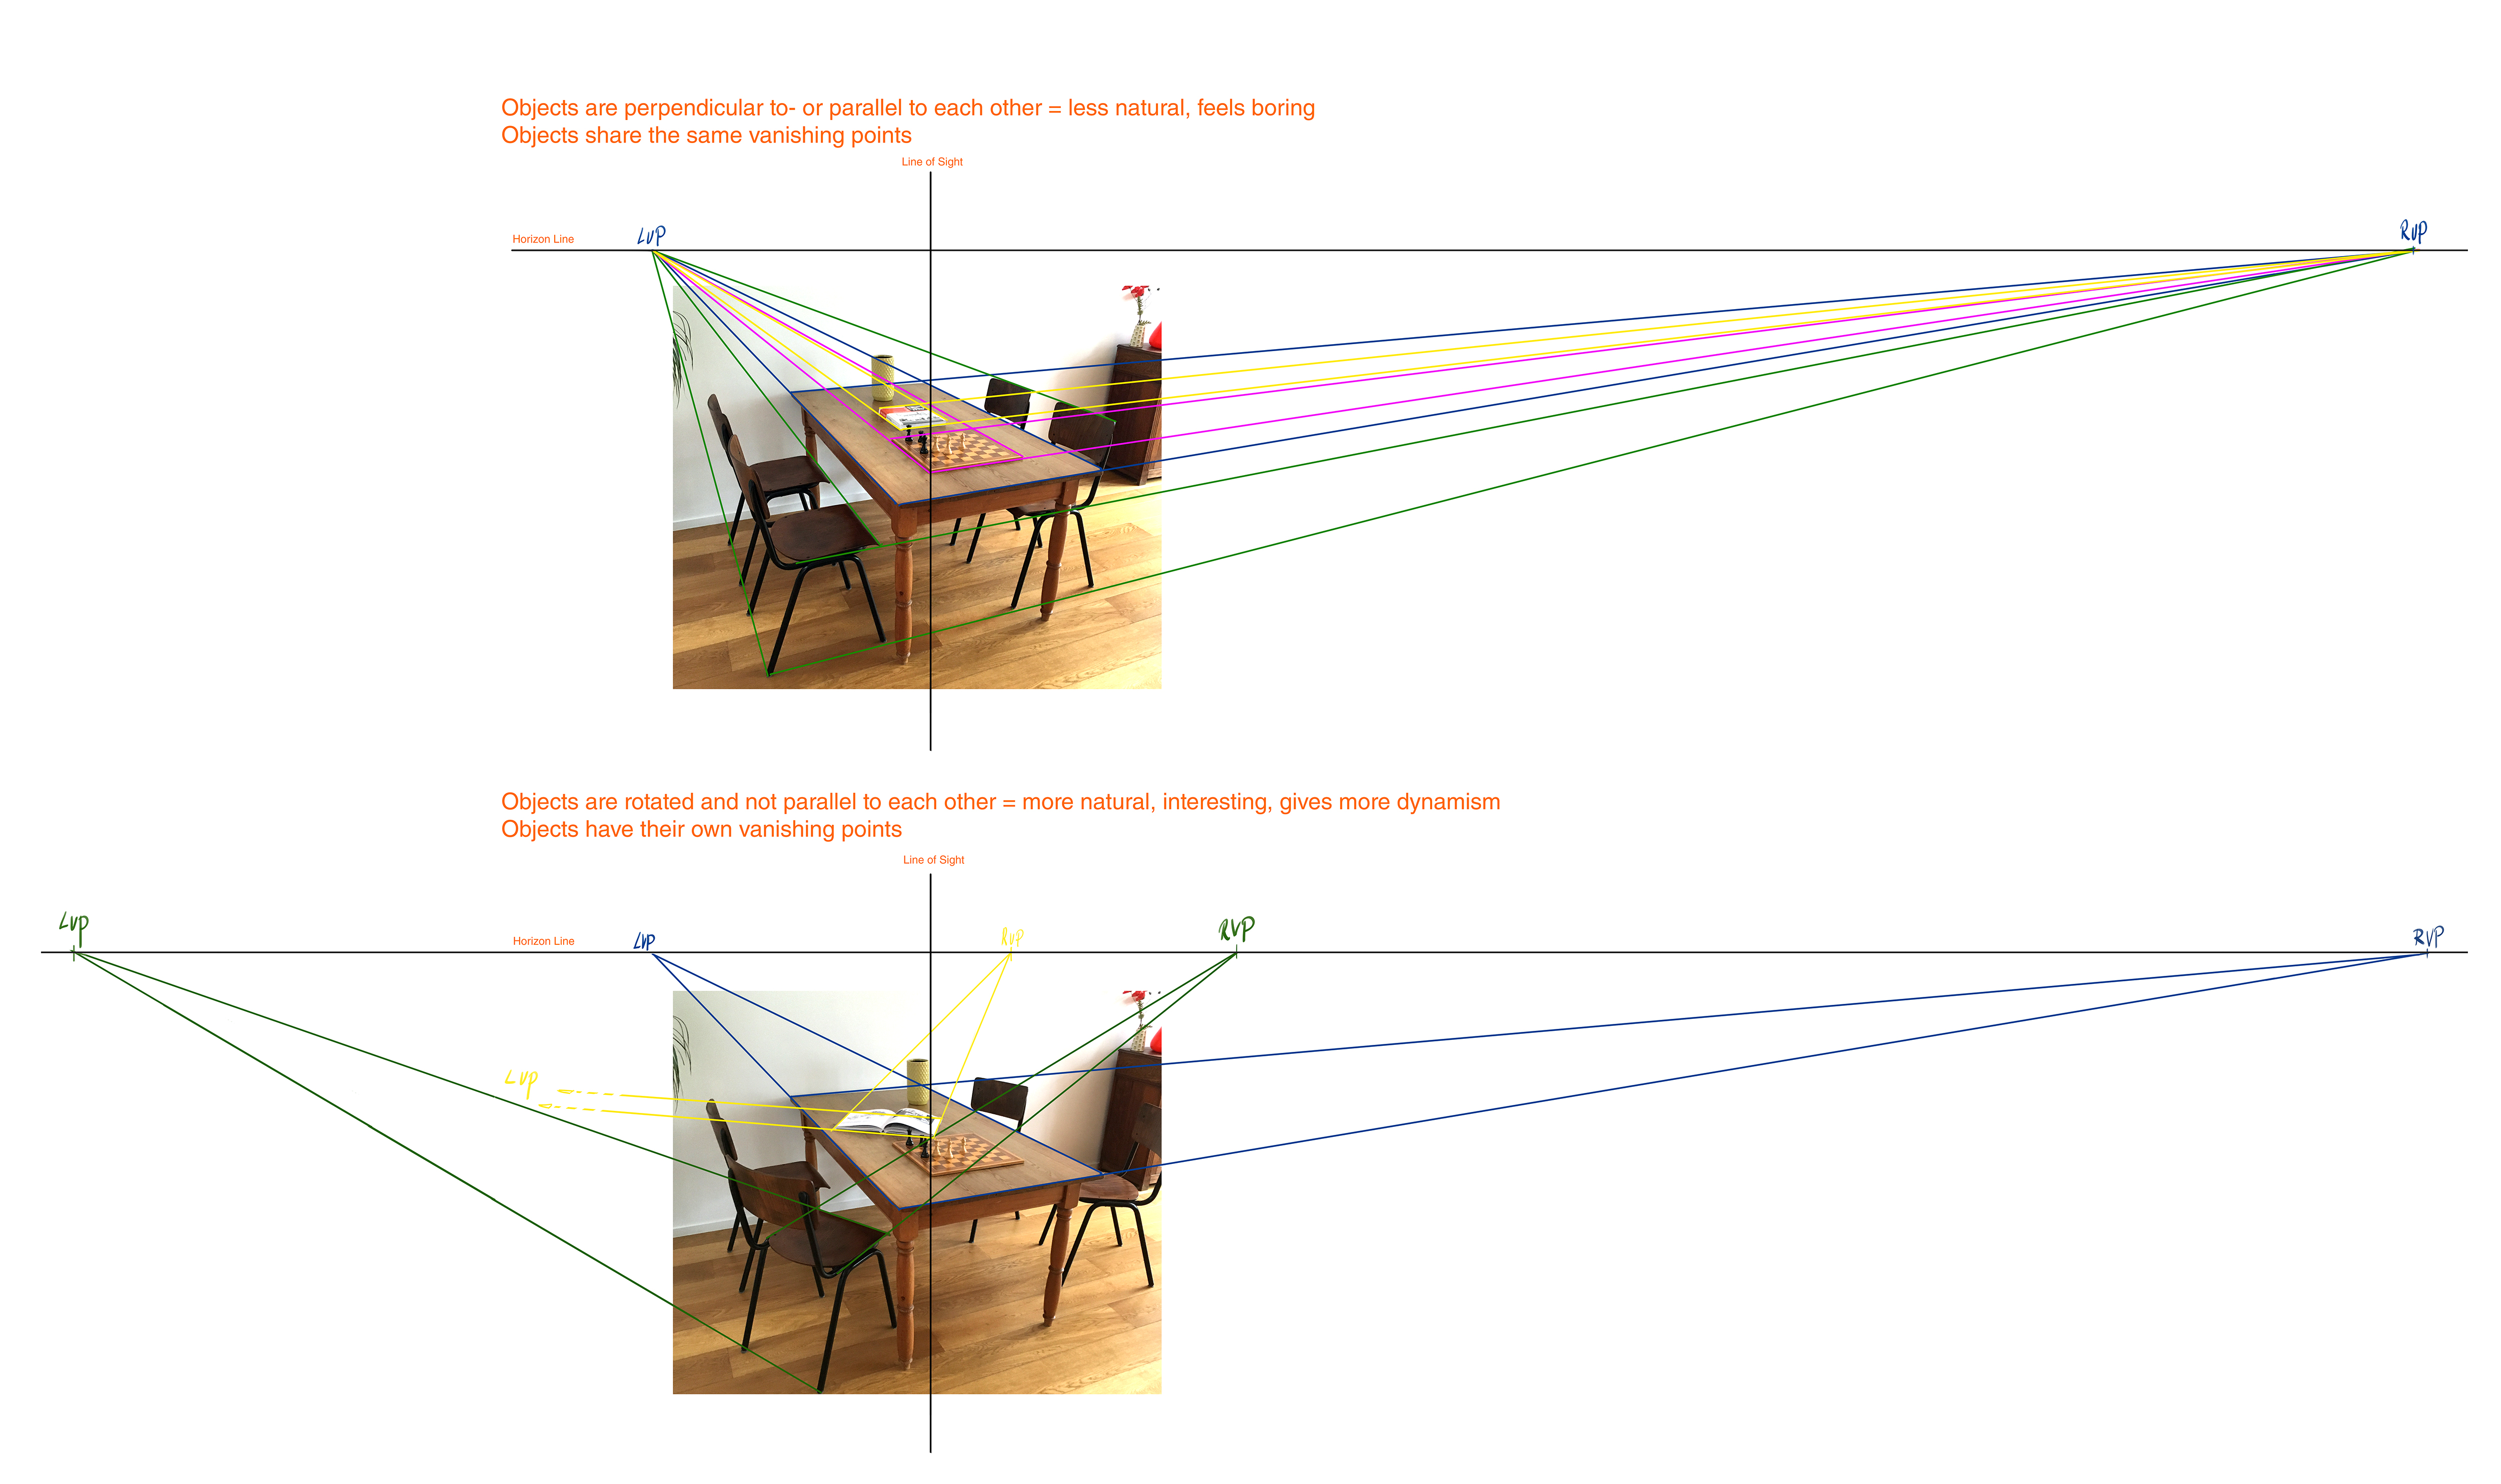 Objects are perpendicular to- or parallel to each other = less natural, feels boring
Objects share the same vanishing points
Line of Sight
Horizon Line
LVP
RVP
Objects are rotated and not parallel to each other = more natural, interesting, gives more dynamism
Objects have their own vanishing points
Line of Sight
LVP
Horizon Line
LVP
RVP
RVP
RVP
LVP